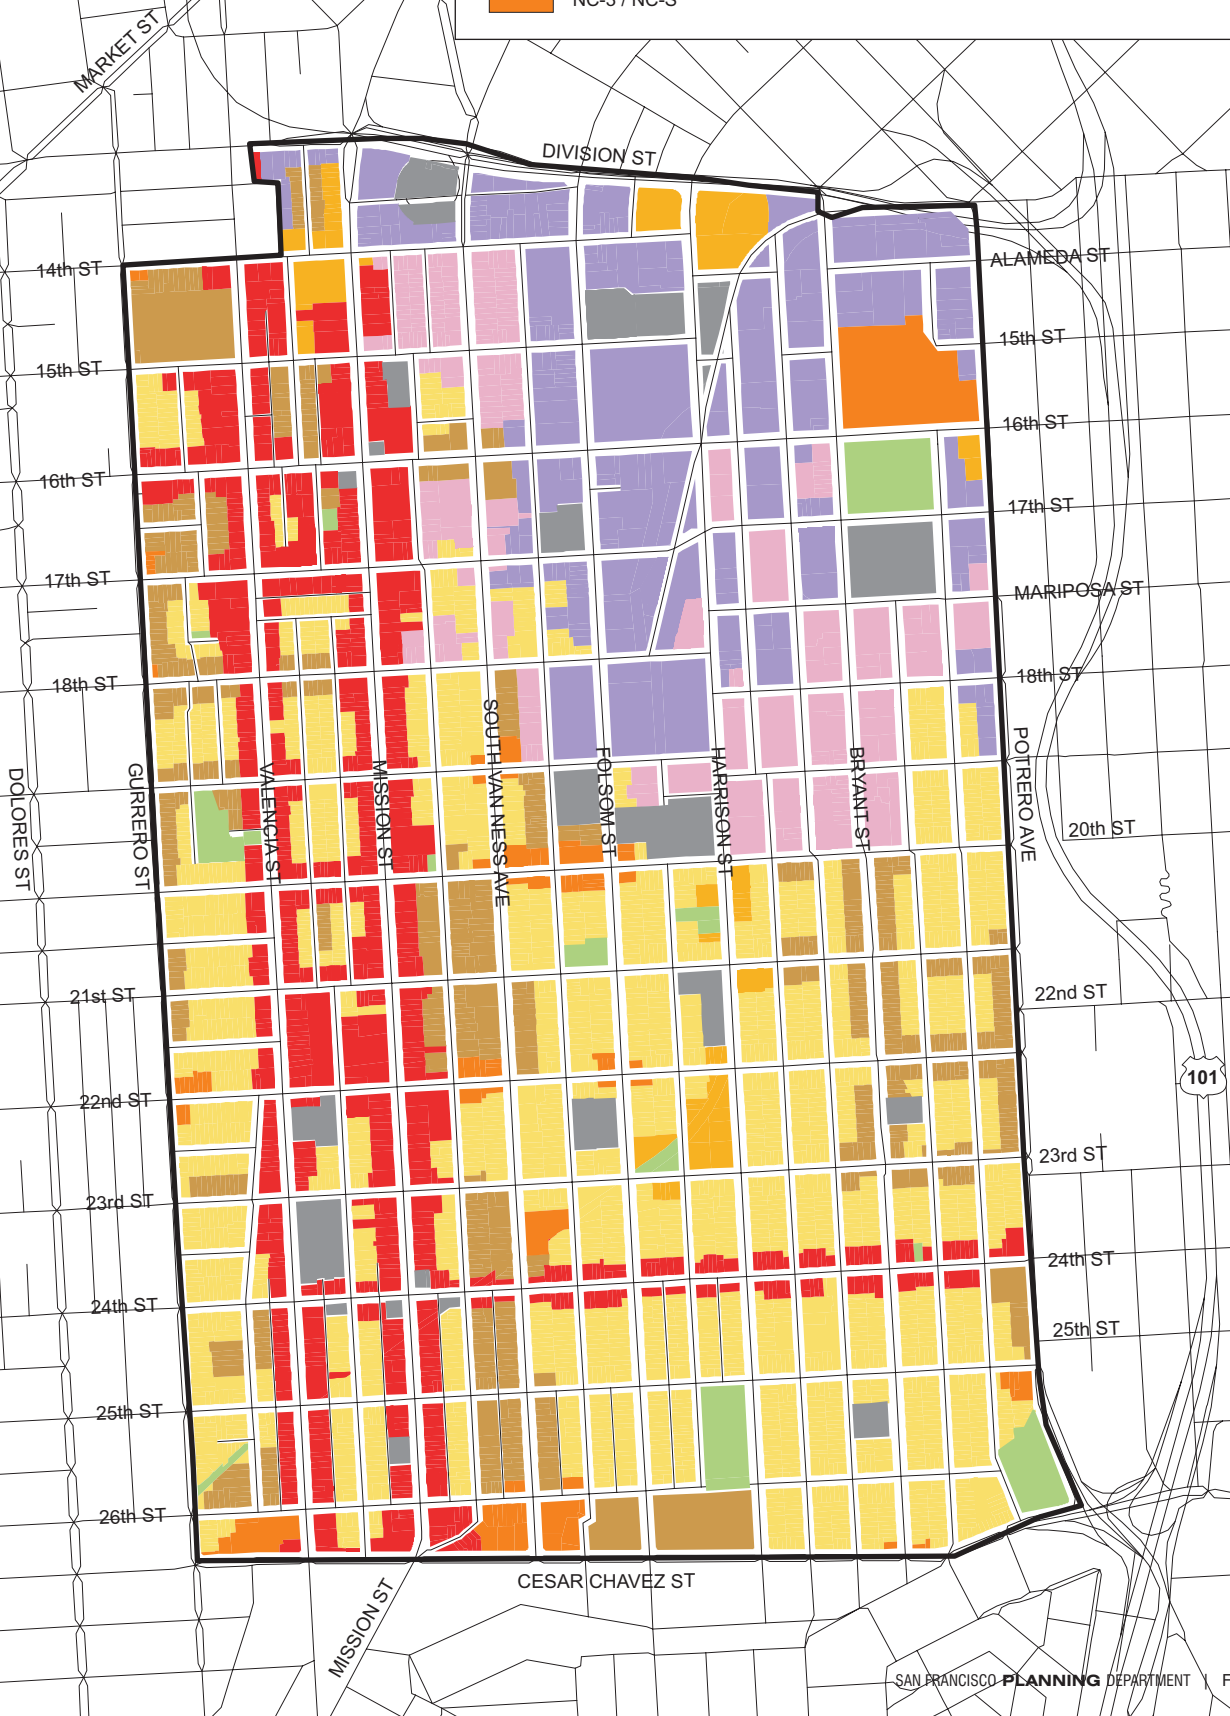 NC-3 / NC-S
MARKET ST
DIVISION ST
14th ST
ALAMEDA ST
15th ST
15th ST
16th ST
16th ST
17th ST
17th ST
MARIPOSA ST
18th ST
18th ST
DOLORES ST
GURRERO ST
VALENCIA ST
MISSION ST
SOUTH VAN NESS AVE
FOLSOM ST
HARRISON ST
BRYANT ST
POTRERO AVE
20th ST
21st ST
22nd ST
22nd ST
101
23rd ST
23rd ST
24th ST
24th ST
25th ST
25th ST
26th ST
CESAR CHAVEZ ST
MISSION ST
SAN FRANCISCO PLANNING DEPARTMENT | F